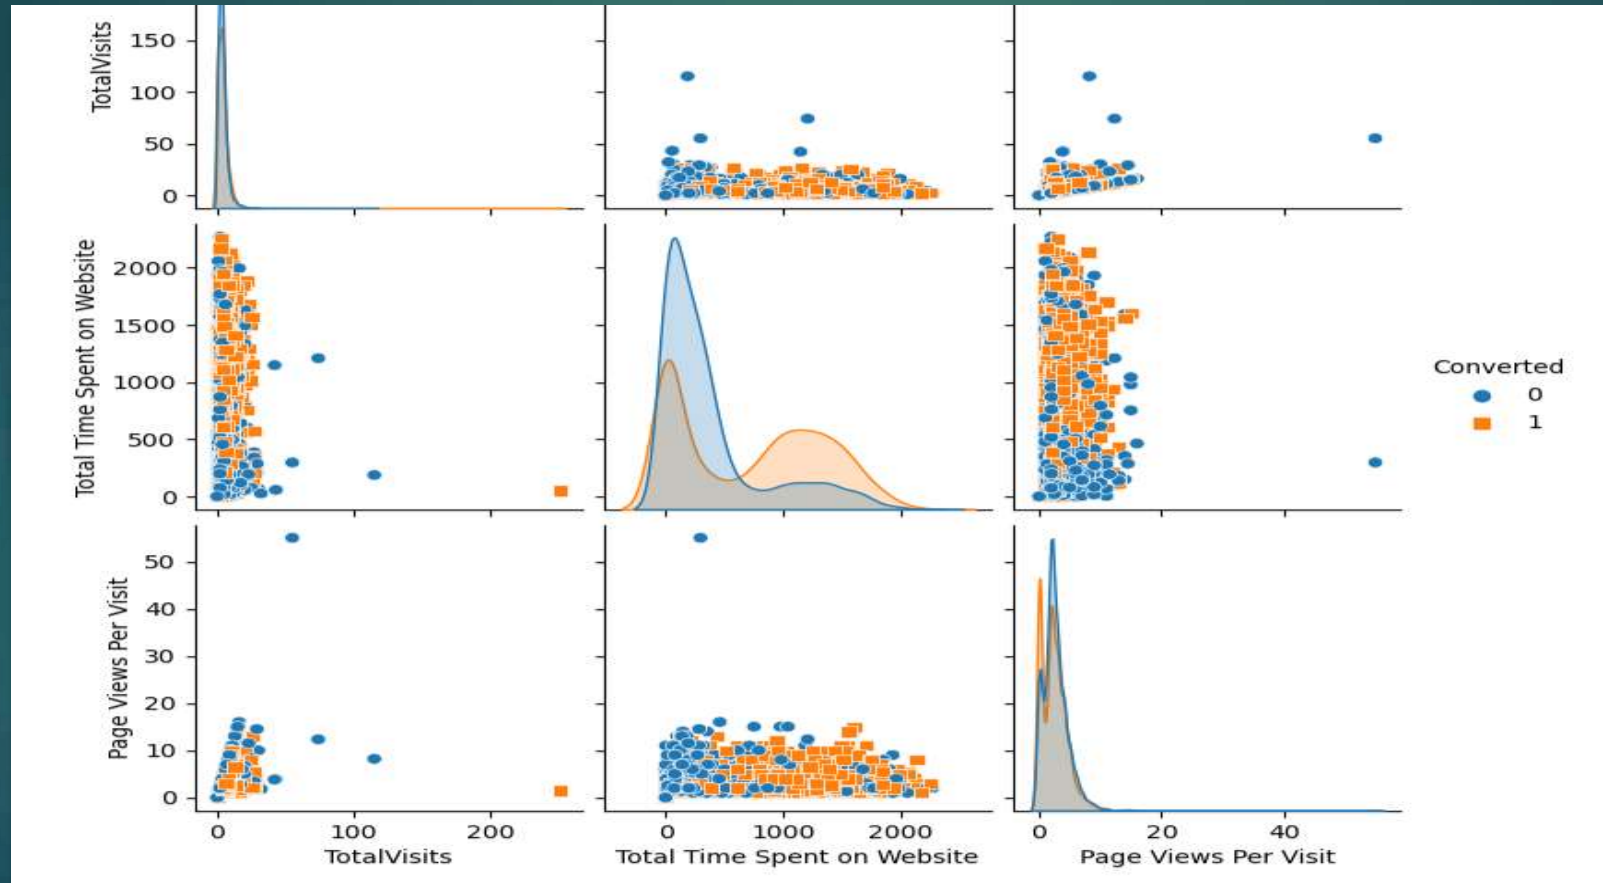 TotalVisits
150
100
50
0
Total Time Spent on Website
2000
1500
1000
500
0
Converted
0
1
Page Views Per Visit
50
40
30
20
10
0
0 100 200
0 1000 2000
0 20 40
TotalVisits
Total Time Spent on Website
Page Views Per Visit